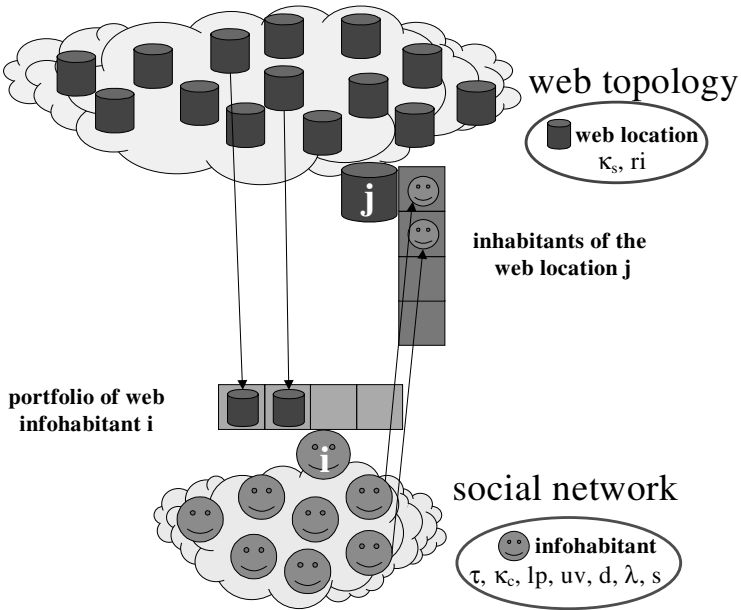 web topology
web location
κs, ri
j
inhabitants of the
web location j
portfolio of web
infohabitant i
i
social network
infohabitant
τ, κc, lp, uv, d, λ, s